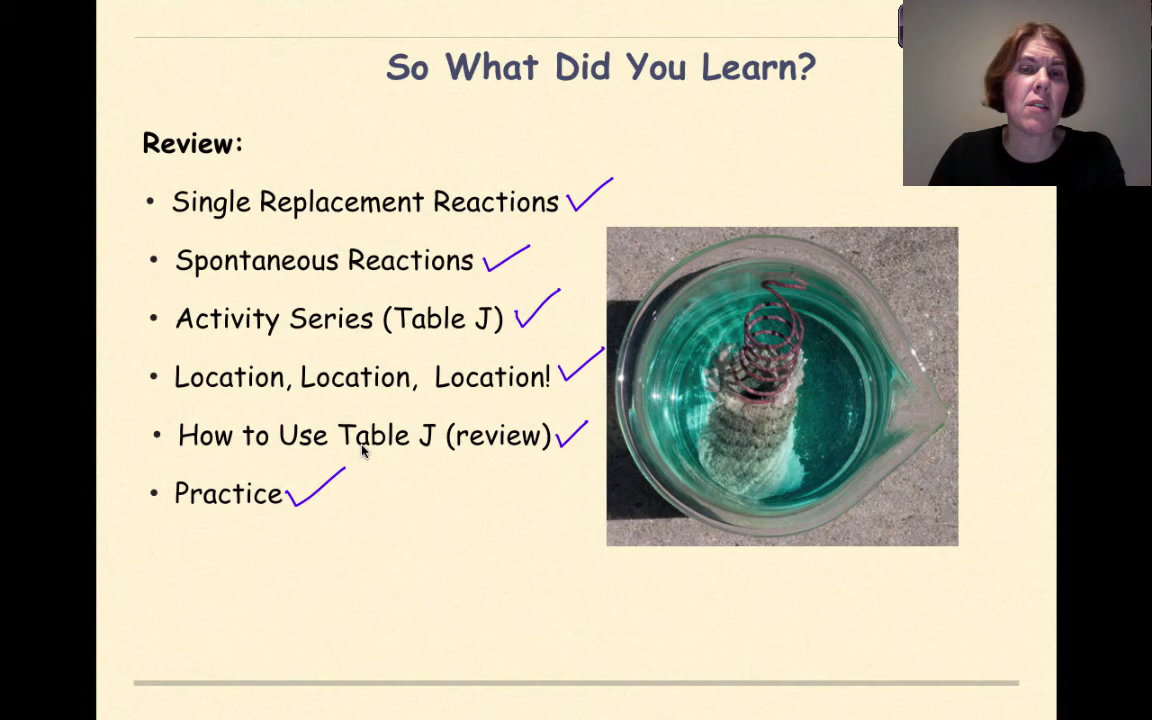 So What Did You Learn?
Review:
• Single Replacement Reactions
• Spontaneous Reactions
• Activity Series (Table J)
• Location, Location, Location!
• How to Use Table J (review)
• Practice